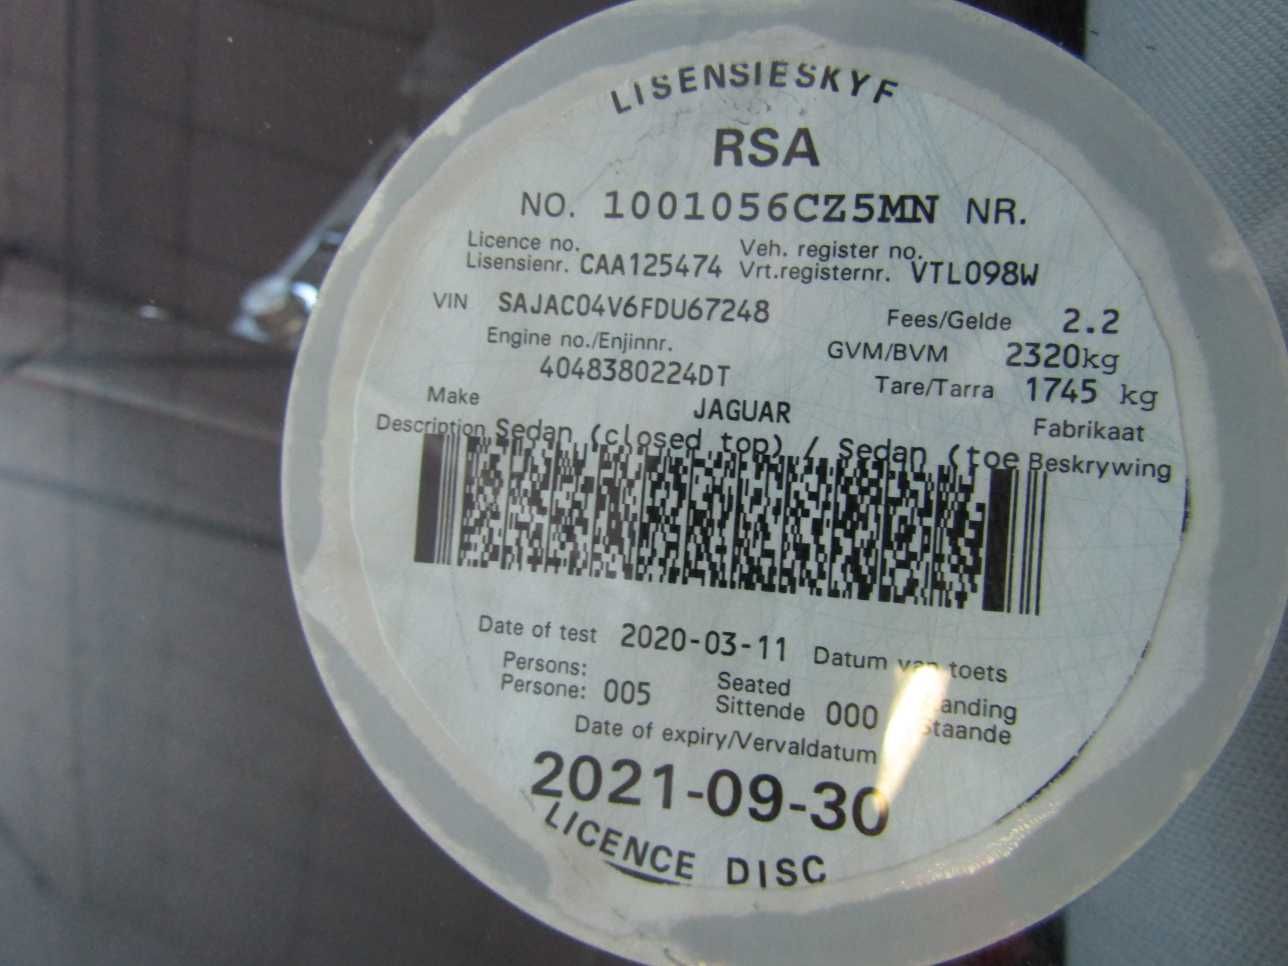 LISENSIESKYF
RSA
NO. 1001056CZ5MN NR.
Licence no. Veh. register no.
Lisensienr. CAA125474 Vrt.registernr. VTL098W
VIN SAJAC04V6FDU67248 Fees/Gelde 2.2
Engine no./Enjinnr. GVM/BVM 2320kg
4048380224DT Tare/Tarra 1745 kg
Make JAGUAR Fabrikaat
Description Sedan (closed top) / Sedan (toe Beskrywing
Date of test 2020-03-11 Datum van toets
Persons: Seated
Persone: 005 Sittende 000 Staande
Date of expiry/Vervaldatum
2021-09-30
LICENCE DISC